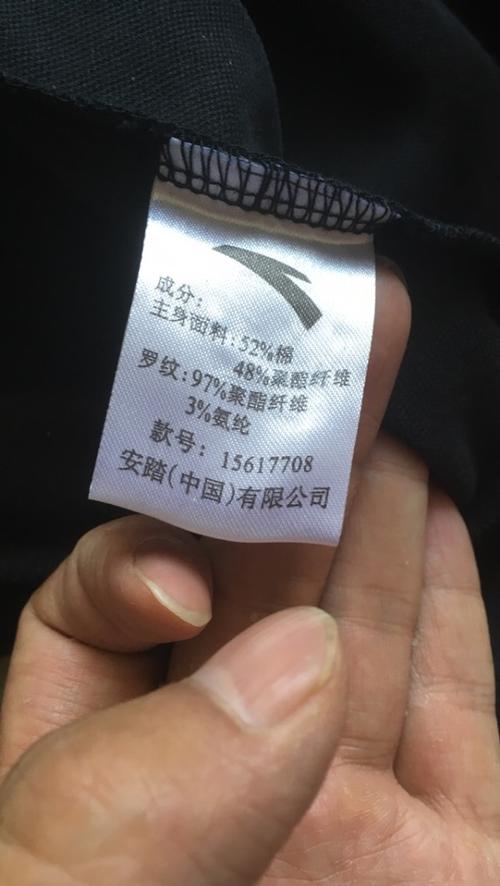 成分:
主身面料:52%棉
48%聚酯纤维
罗纹:97%聚酯纤维
3%氨纶
款号: 15617708
安踏(中国)有限公司